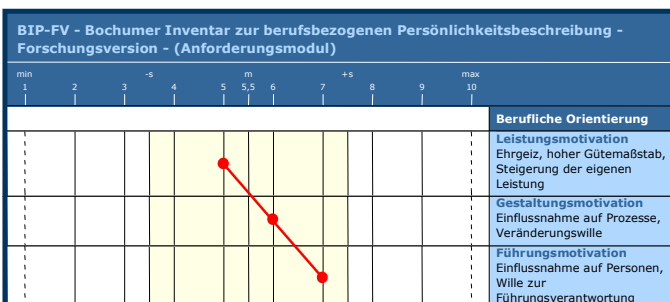 BIP-FV - Bochumer Inventar zur berufsbezogenen Persönlichkeitsbeschreibung -
Forschungsversion - (Anforderungsmodul)
min -s m +s max
1 2 3 4 5 5,5 6 7 8 9 10
Berufliche Orientierung
Leistungsmotivation
Ehrgeiz, hoher Gütemaßstab,
Steigerung der eigenen
Leistung
Gestaltungsmotivation
Einflussnahme auf Prozesse,
Veränderungswille
Führungsmotivation
Einflussnahme auf Personen,
Wille zur
Führungsverantwortung